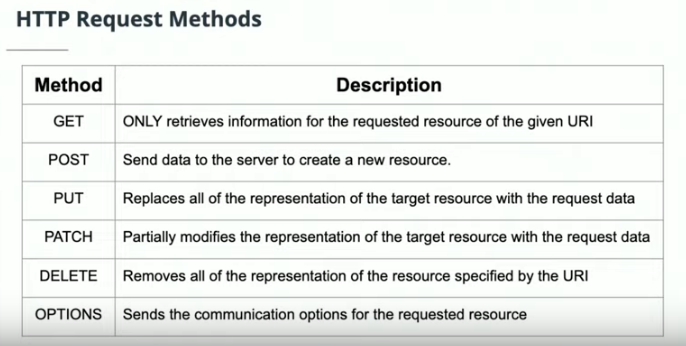 HTTP Request Methods
Method Description
GET ONLY retrieves information for the requested resource of the given URI
POST Send data to the server to create a new resource.
PUT Replaces all of the representation of the target resource with the request data
PATCH Partially modifies the representation of the target resource with the request data
DELETE Removes all of the representation of the resource specified by the URI
OPTIONS Sends the communication options for the requested resource